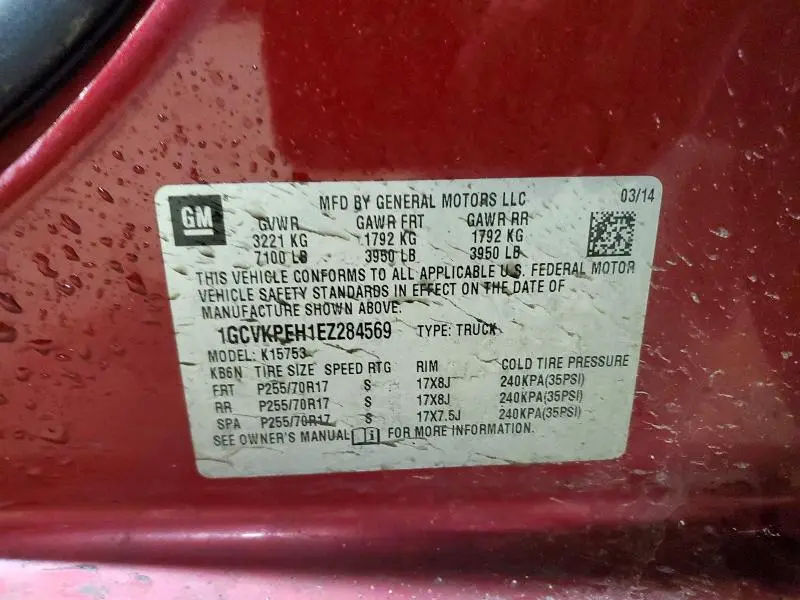 GM
MFD BY GENERAL MOTORS LLC 03/14
GVWR GAWR FRT GAWR RR
3221 KG 1792 KG 1792 KG
7100 LB 3950 LB 3950 LB
THIS VEHICLE CONFORMS TO ALL APPLICABLE U.S. FEDERAL MOTOR
VEHICLE SAFETY STANDARDS IN EFFECT ON THE DATE OF
MANUFACTURE SHOWN ABOVE.
1GCVKPEH1EZ284569 TYPE: TRUCK
MODEL: K15753
KB6N TIRE SIZE SPEED RTG RIM COLD TIRE PRESSURE
FRT P255/70R17 S 17X8J 240KPA(35PSI)
RR P255/70R17 S 17X8J 240KPA(35PSI)
SPA P255/70R17 S 17X7.5J 240KPA(35PSI)
SEE OWNER'S MANUAL i FOR MORE INFORMATION.